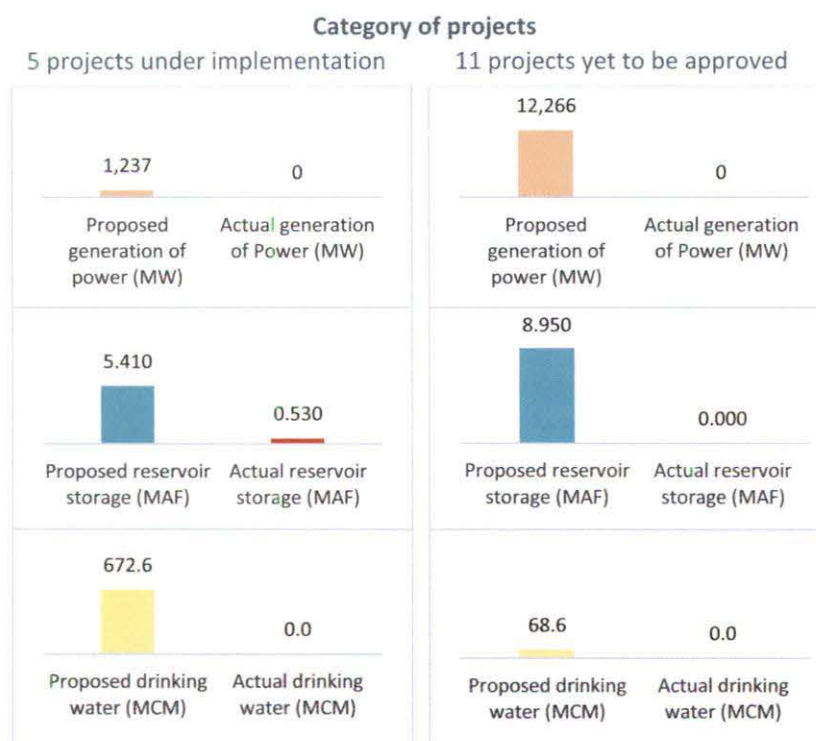 Category of projects
5 projects under implementation
11 projects yet to be approved
1,237
0
Proposed
generation of
power (MW)
Actual generation
of Power (MW)
12,266
0
Proposed
generation of
power (MW)
Actual generation
of Power (MW)
5.410
0.530
Proposed reservoir
storage (MAF)
Actual reservoir
storage (MAF)
8.950
0.000
Proposed reservoir
storage (MAF)
Actual reservoir
storage (MAF)
672.6
0.0
Proposed drinking
water (MCM)
Actual drinking
water (MCM)
68.6
0.0
Proposed drinking
water (MCM)
Actual drinking
water (MCM)